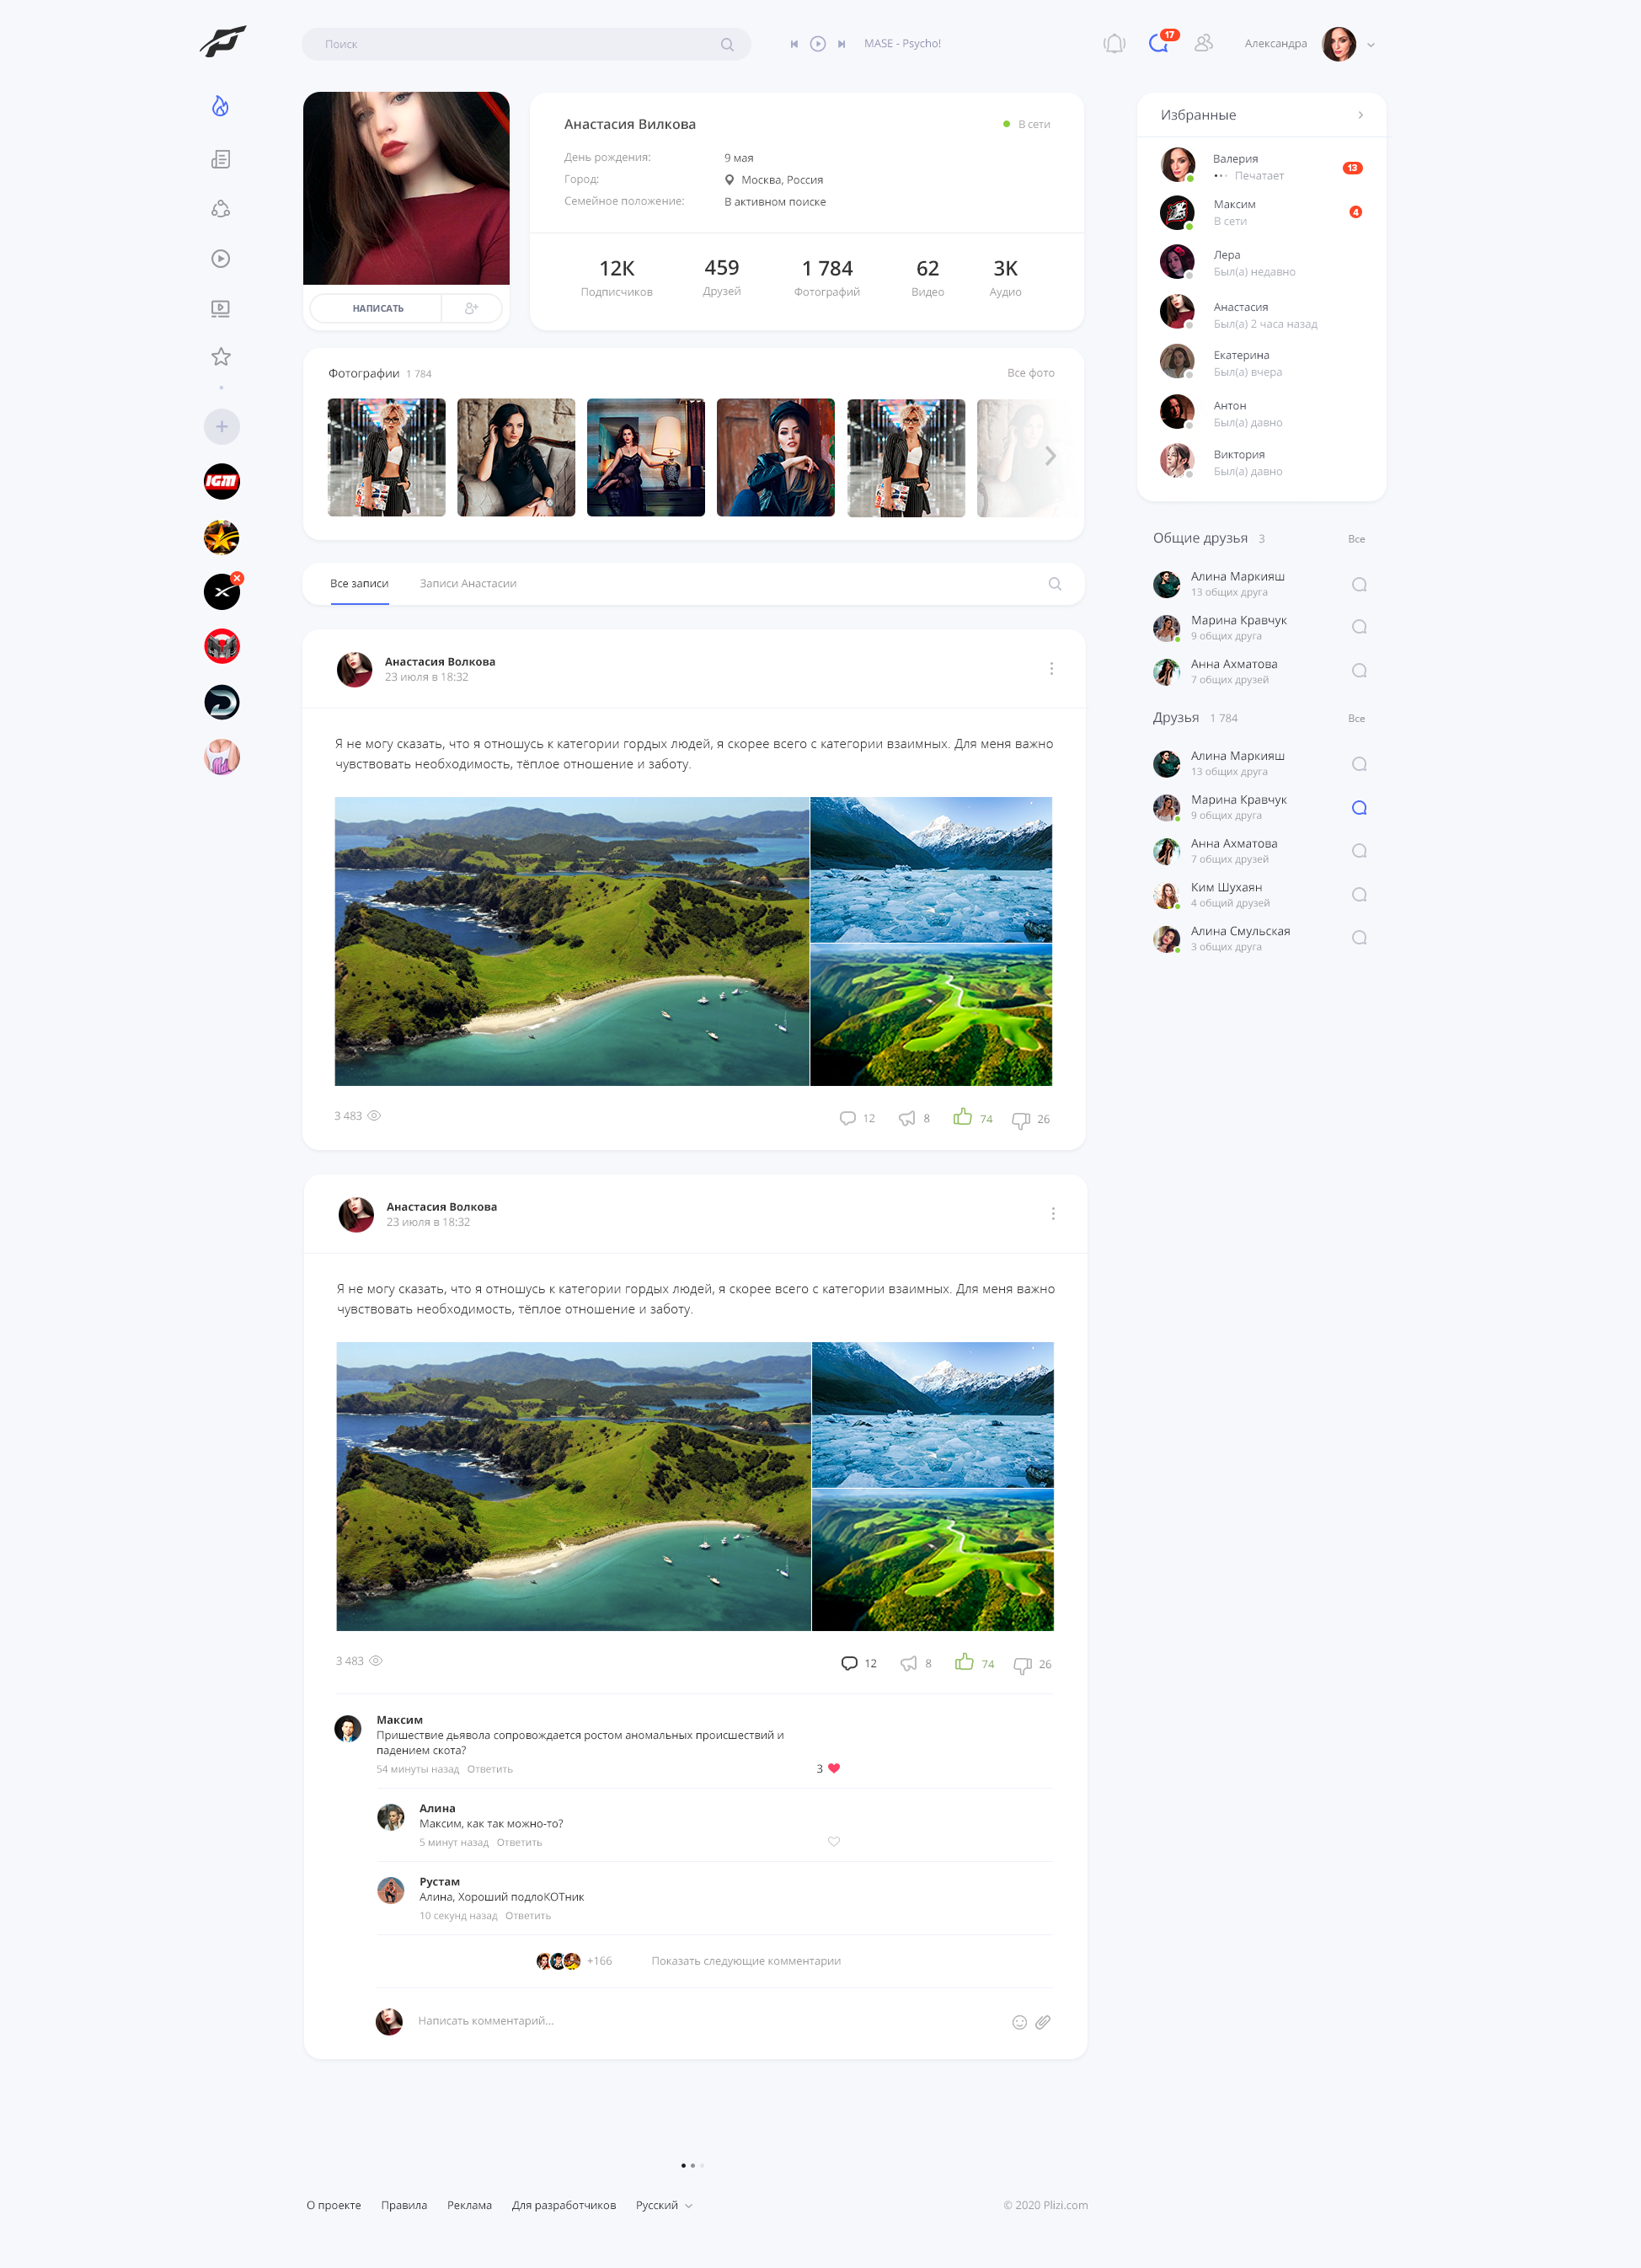 Поиск
MASE - Psycho!
17
Александра
Анастасия Вилкова
В сети
День рождения:
9 мая
Город:
Москва, Россия
Семейное положение:
В активном поиске
12К
Подписчиков
459
Друзей
1 784
Фотографий
62
Видео
3К
Аудио
НАПИСАТЬ
Фотографии 1 784
Все фото
IGM
Все записи
Записи Анастасии
Анастасия Волкова
23 июля в 18:32
Я не могу сказать, что я отношусь к категории гордых людей, я скорее всего с категории взаимных. Для меня важно
чувствовать необходимость, тёплое отношение и заботу.
3 483
12
8
74
26
Анастасия Волкова
23 июля в 18:32
Я не могу сказать, что я отношусь к категории гордых людей, я скорее всего с категории взаимных. Для меня важно
чувствовать необходимость, тёплое отношение и заботу.
3 483
12
8
74
26
Максим
Пришествие дьявола сопровождается ростом аномальных происшествий и
падением скота?
54 минуты назад Ответить
3
Алина
Максим, как так можно-то?
5 минут назад Ответить
Рустам
Алина, Хороший подлоКОТник
10 секунд назад Ответить
+166
Показать следующие комментарии
Написать комментарий...
Избранные
Валерия
Печатает
13
Максим
В сети
4
Лера
Был(а) недавно
Анастасия
Был(а) 2 часа назад
Екатерина
Был(а) вчера
Антон
Был(а) давно
Виктория
Был(а) давно
Общие друзья 3
Все
Алина Маркияш
13 общих друга
Марина Кравчук
9 общих друга
Анна Ахматова
7 общих друзей
Друзья 1 784
Все
Алина Маркияш
13 общих друга
Марина Кравчук
9 общих друга
Анна Ахматова
7 общих друзей
Ким Шухаян
4 общий друзей
Алина Смульская
3 общих друга
О проекте
Правила
Реклама
Для разработчиков
Русский
© 2020 Plizi.com